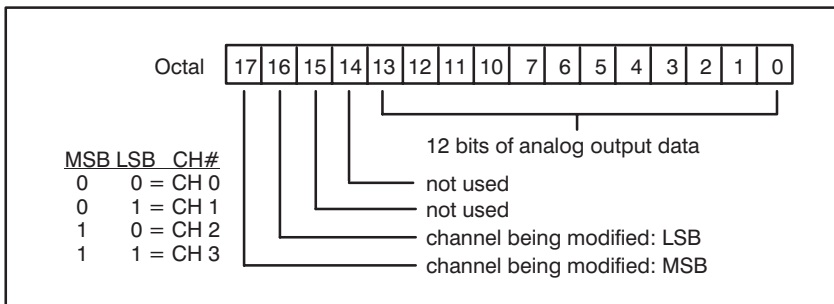 Octal 17 16 15 14 13 12 11 10 7 6 5 4 3 2 1 0
12 bits of analog output data
MSB LSB CH#
0 0 = CH 0
0 1 = CH 1
1 0 = CH 2
1 1 = CH 3
not used
not used
channel being modified: LSB
channel being modified: MSB